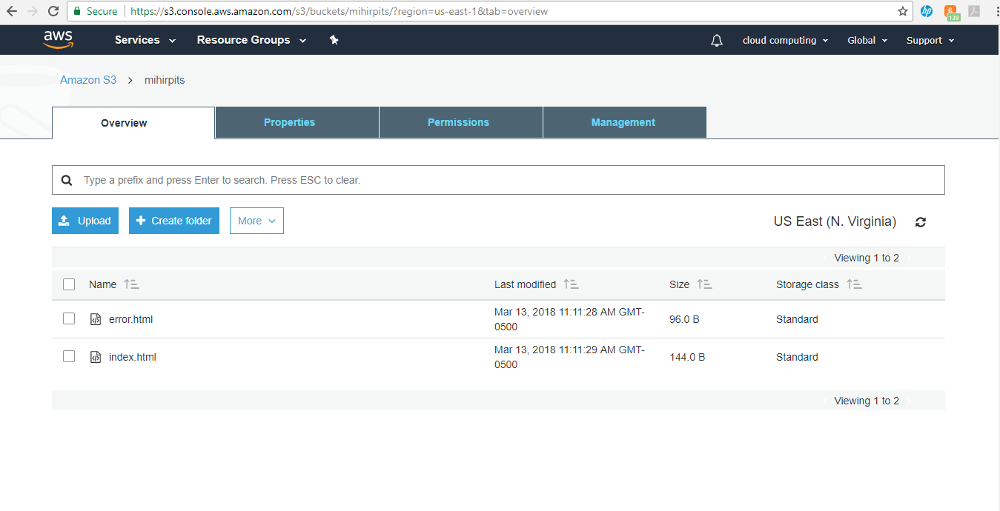 Secure https://s3.console.aws.amazon.com/s3/buckets/mihirpits/?region=us-east-1&tab=overview
hp 139
aws Services Resource Groups cloud computing Global Support
Amazon S3 > mihirpits
Overview Properties Permissions Management
Type a prefix and press Enter to search. Press ESC to clear.
Upload + Create folder More US East (N. Virginia)
Viewing 1 to 2
Name Last modified Size Storage class
error.html Mar 13, 2018 11:11:28 AM GMT-
0500 96.0 B Standard
index.html Mar 13, 2018 11:11:29 AM GMT-
0500 144.0 B Standard
Viewing 1 to 2